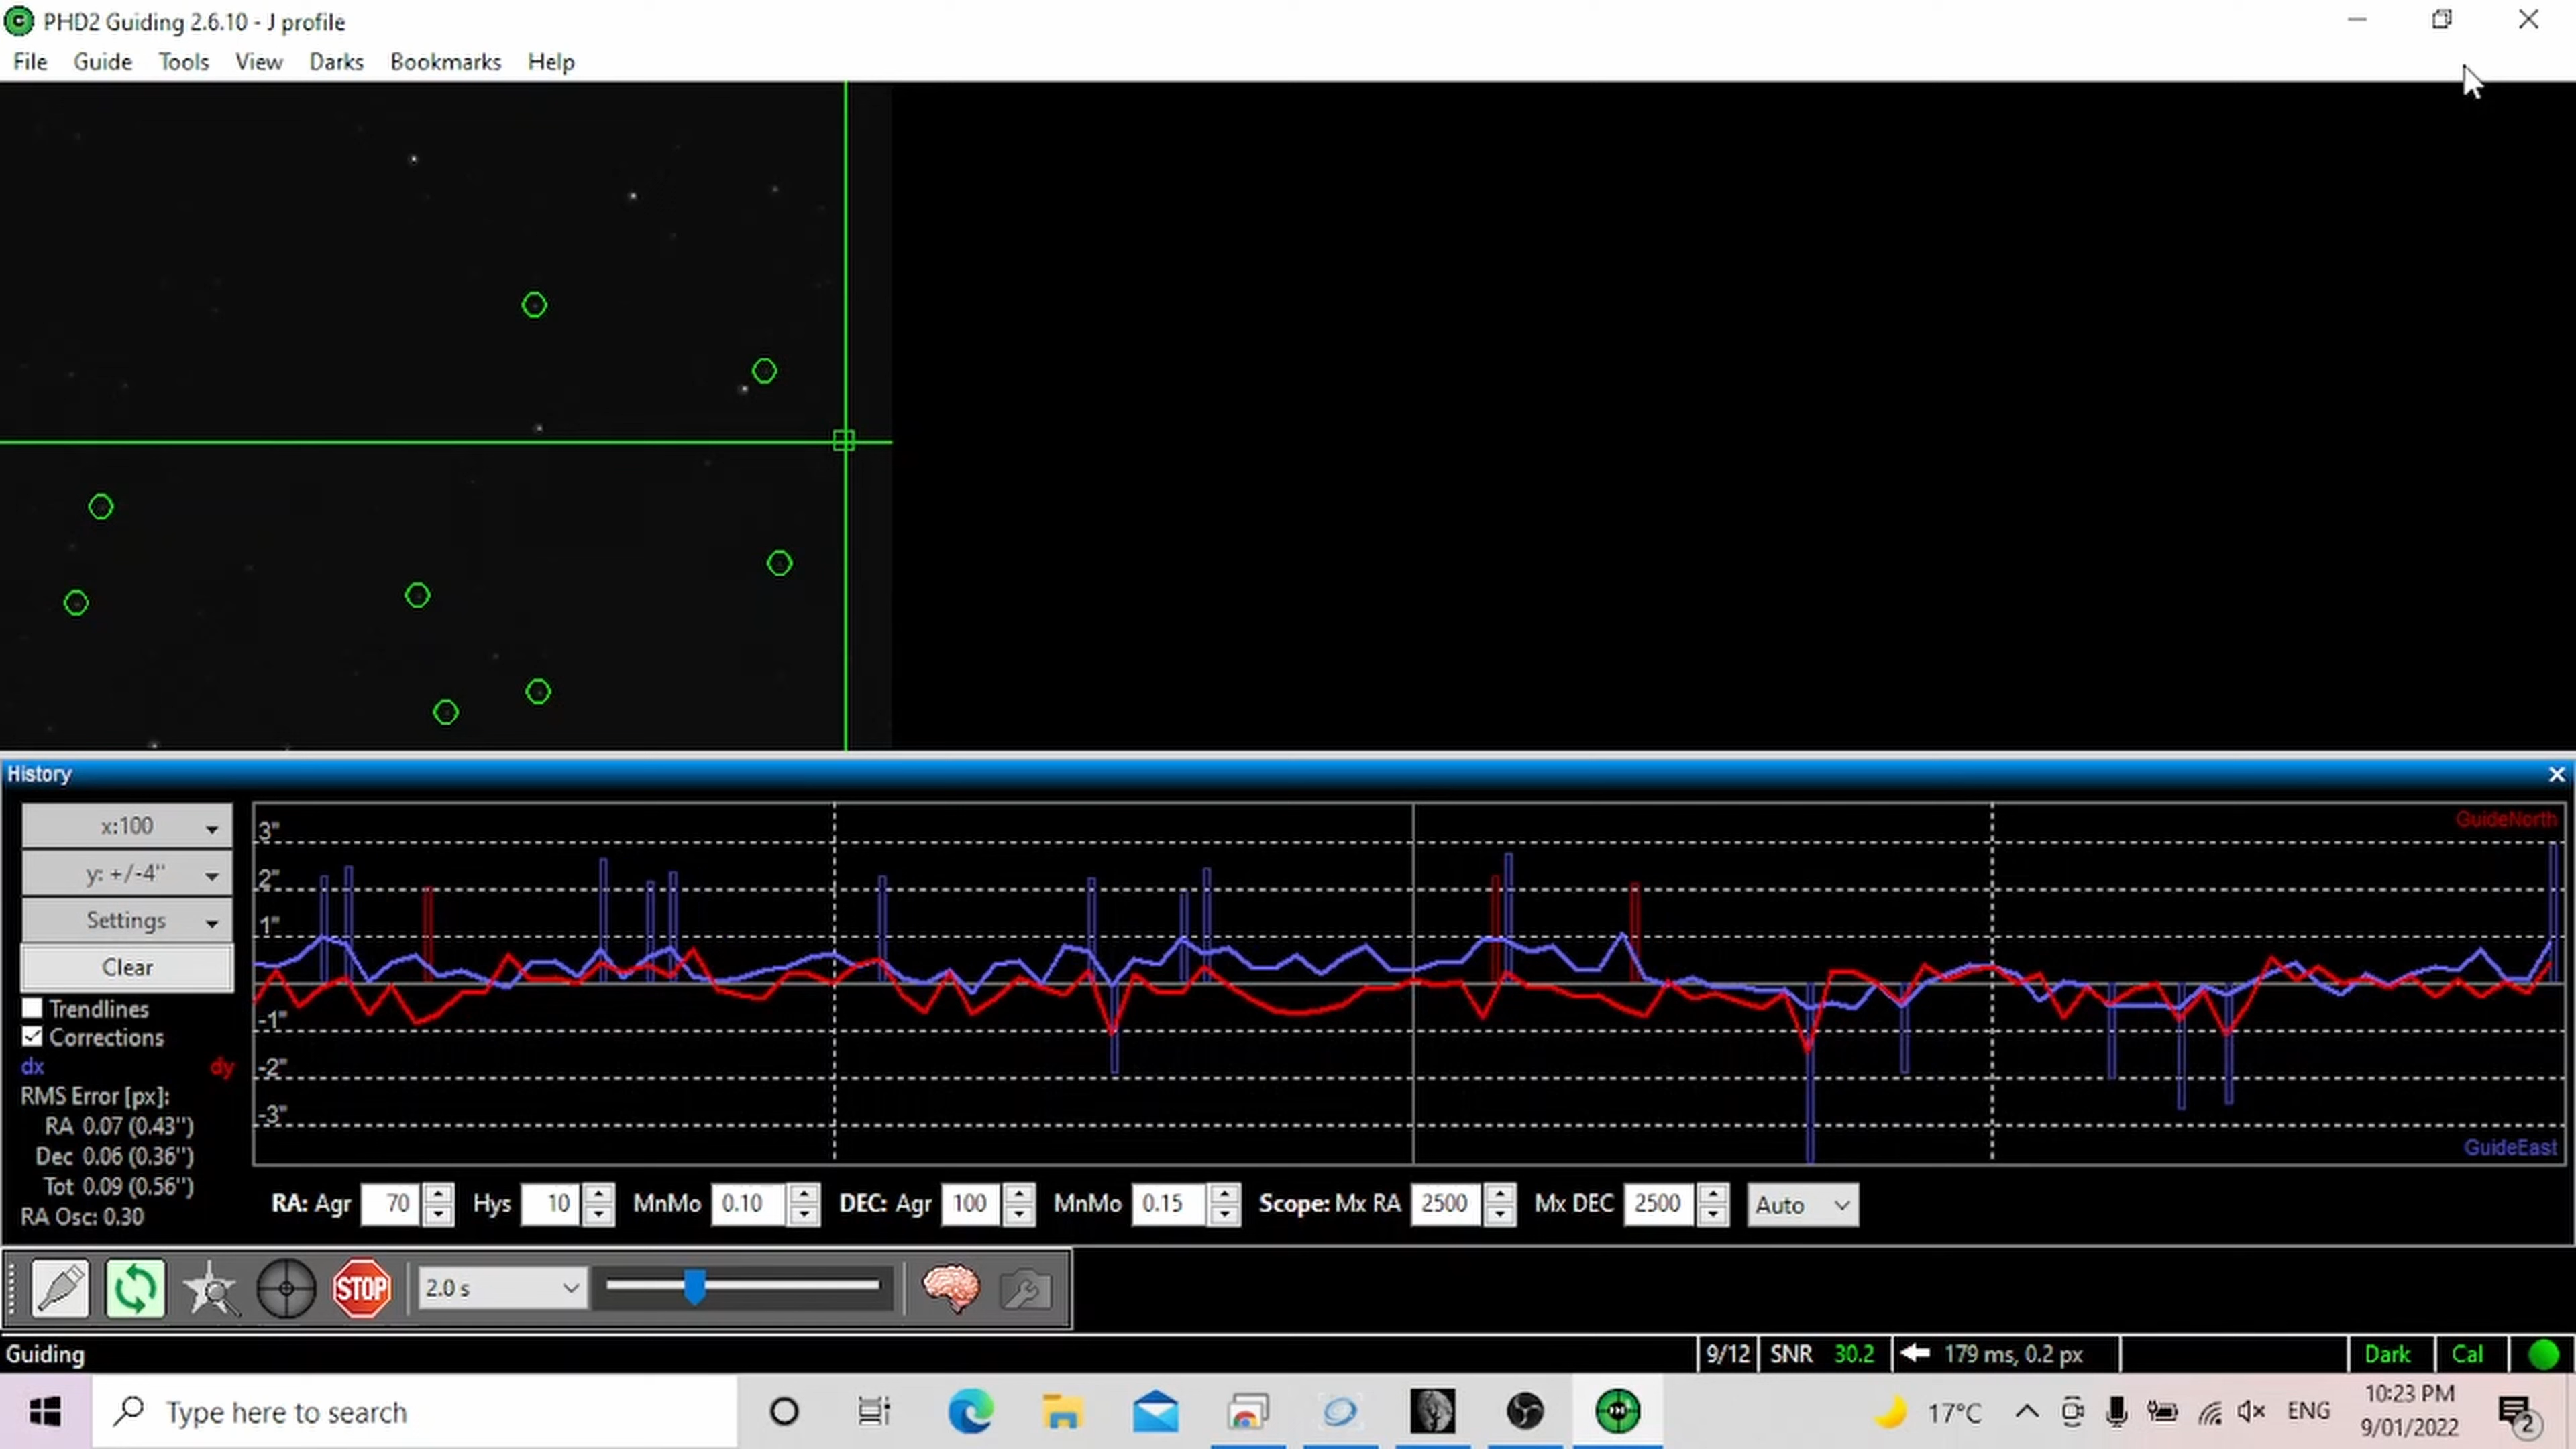 PHD2 Guiding 2.6.10 - J profile
File Guide Tools View Darks Bookmarks Help
History
x:100
y: +/-4"
Settings
Clear
Trendlines
Corrections
dx dy
RMS Error [px]:
RA 0.07 (0.43")
Dec 0.06 (0.36")
Tot 0.09 (0.56")
RA Osc: 0.30
3"
2"
1"
-1"
-2"
-3"
GuideNorth
GuideEast
RA: Agr 70 Hys 10 MnMo 0.10 DEC: Agr 100 MnMo 0.15 Scope: Mx RA 2500 Mx DEC 2500 Auto
STOP 2.0 s
Guiding 9/12 SNR 30.2 179 ms, 0.2 px Dark Cal
Type here to search 17°C ENG 10:23 PM
9/01/2022 2